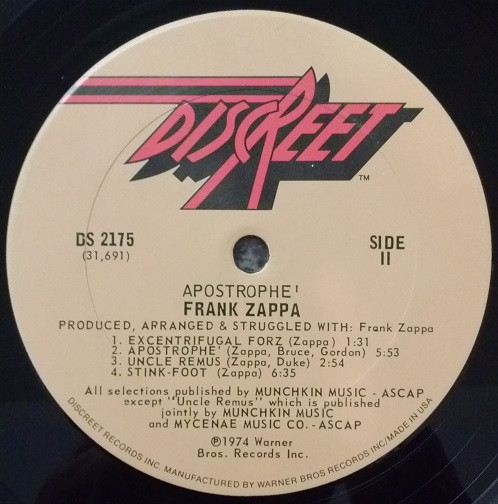 DISCREET
TM
DS 2175
(31,691)
SIDE
II
APOSTROPHE'
FRANK ZAPPA
PRODUCED, ARRANGED & STRUGGLED WITH: Frank Zappa
1. EXCENTRIFUGAL FORZ (Zappa) 1:31
2. APOSTROPHE' (Zappa, Bruce, Gordon) 5:53
3. UNCLE REMUS (Zappa, Duke) 2:54
4. STINK-FOOT (Zappa) 6:35
All selections published by MUNCHKIN MUSIC - ASCAP
except "Uncle Remus" which is published
jointly by MUNCHKIN MUSIC
and MYCENAE MUSIC CO. - ASCAP
℗1974 Warner
Bros. Records Inc.
DISCREET RECORDS INC. MANUFACTURED BY WARNER BROS RECORDS INC/MADE IN USA